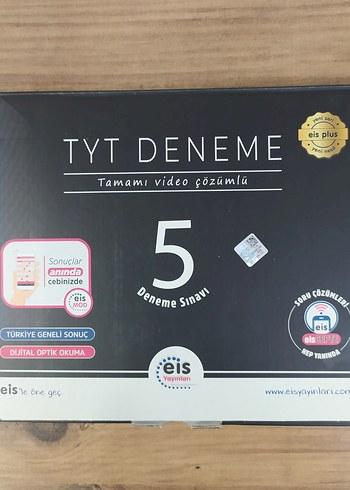 yeni seri
eis plus
yeni nesil
TYT DENEME
Tamamı video çözümlü
Sonuçlar
anında
cebinizde
eis
MOD
5
Deneme Sınavı
SORU ÇÖZÜMLERİ
eis
eisCEPTE
HEP YANINDA
TÜRKİYE GENELİ SONUÇ
DİJİTAL OPTİK OKUMA
eis
Yayınları
eis'le öne geç
www.eisyayinlari.com